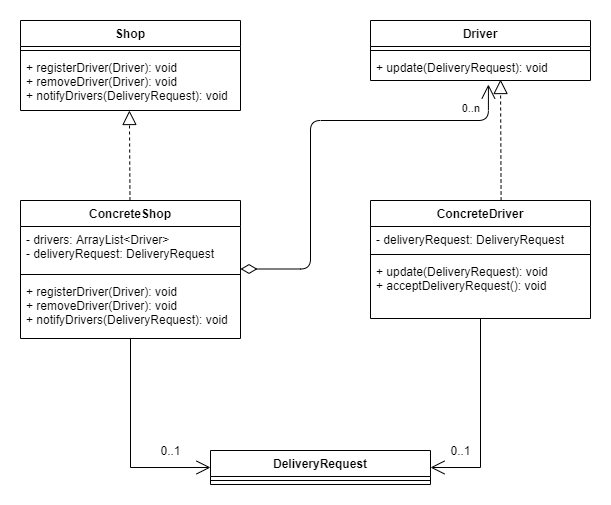 Shop
+ registerDriver(Driver): void
+ removeDriver(Driver): void
+ notifyDrivers(DeliveryRequest): void
Driver
+ update(DeliveryRequest): void
0..n
ConcreteShop
- drivers: ArrayList<Driver>
- deliveryRequest: DeliveryRequest
+ registerDriver(Driver): void
+ removeDriver(Driver): void
+ notifyDrivers(DeliveryRequest): void
ConcreteDriver
- deliveryRequest: DeliveryRequest
+ update(DeliveryRequest): void
+ acceptDeliveryRequest(): void
0..1
0..1
DeliveryRequest